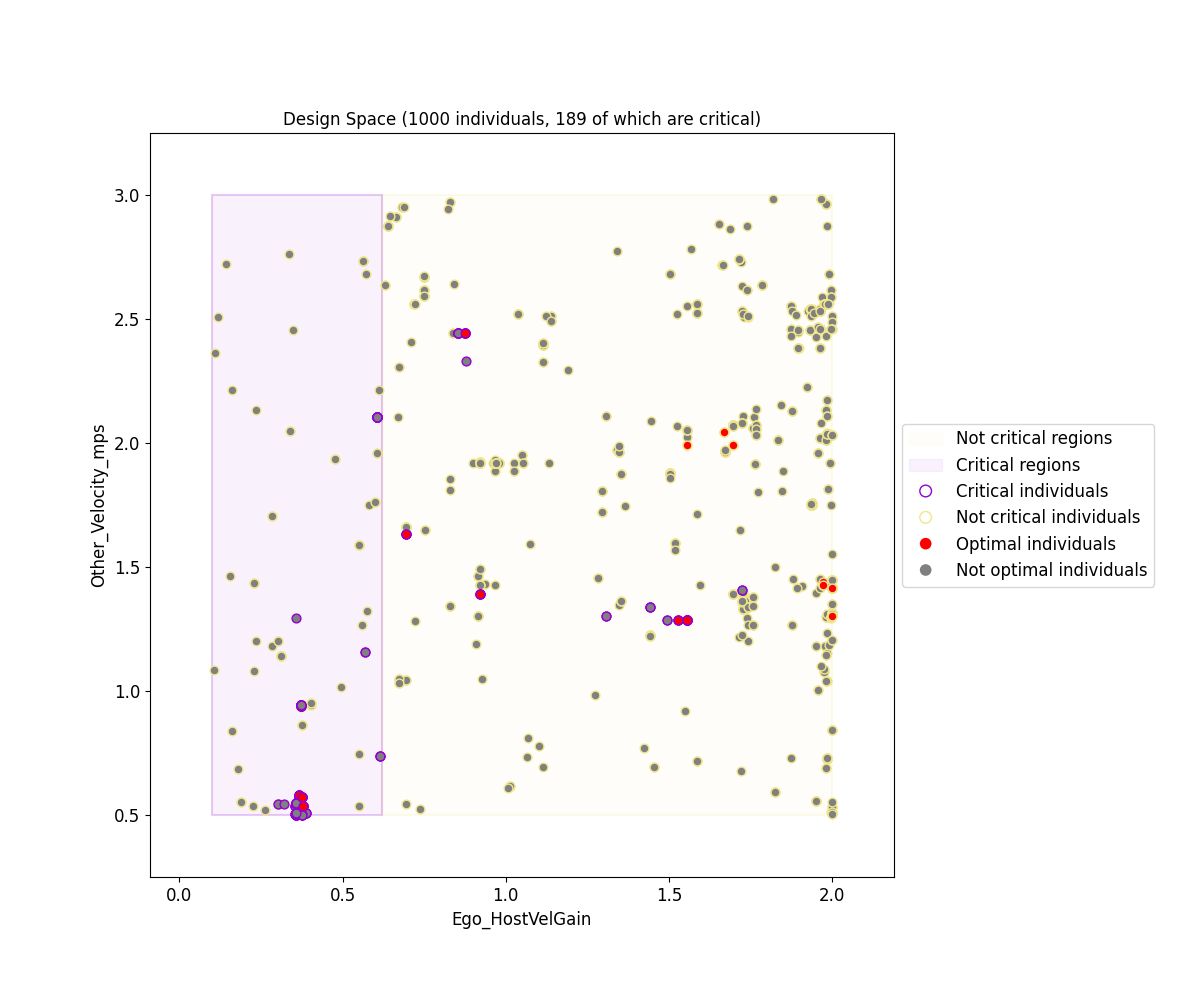 Design Space (1000 individuals, 189 of which are critical)
3.0
2.5
2.0
1.5
1.0
0.5
Other_Velocity_mps
0.0
0.5
1.0
1.5
2.0
Ego_HostVelGain
Not critical regions
Critical regions
Critical individuals
Not critical individuals
Optimal individuals
Not optimal individuals